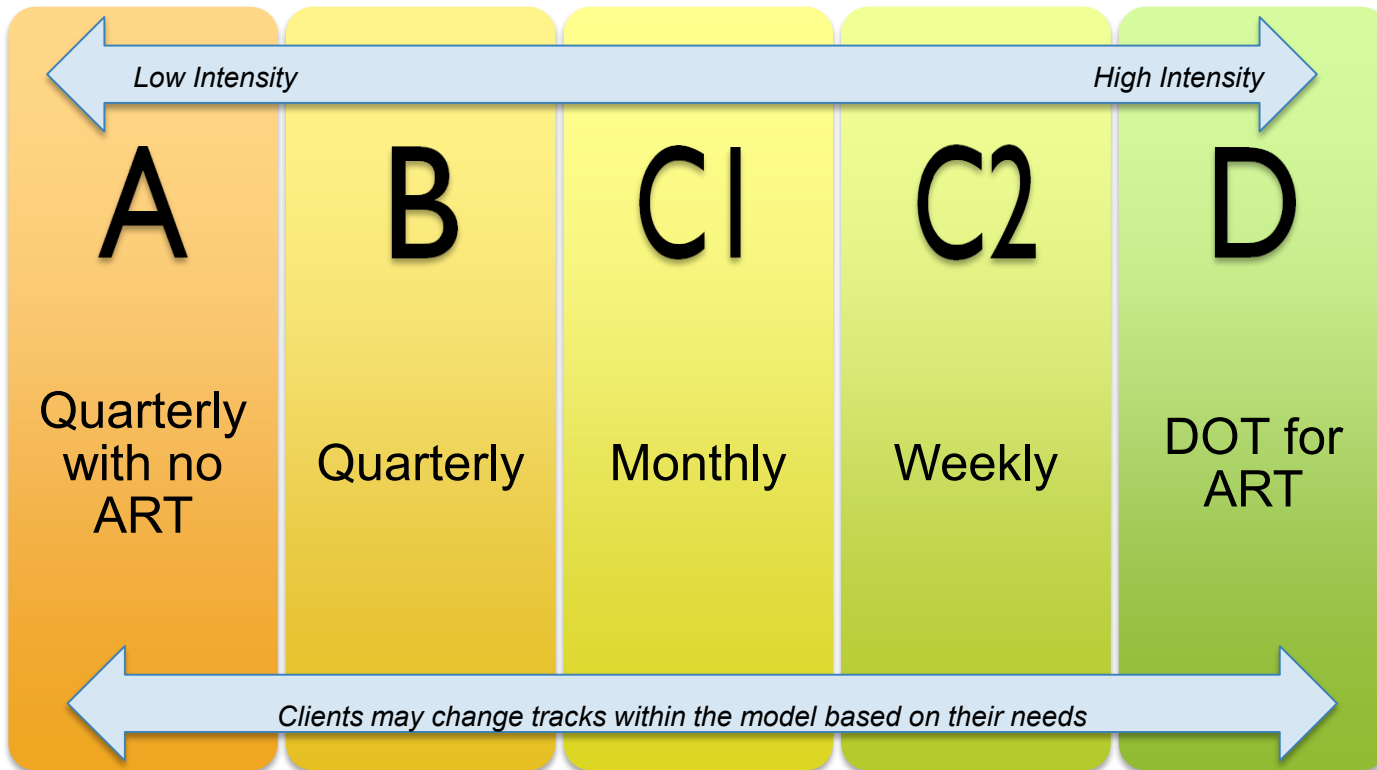 Low Intensity
High Intensity
A
B
C1
C2
D
Quarterly
with no
ART
Quarterly
Monthly
Weekly
DOT for
ART
Clients may change tracks within the model based on their needs